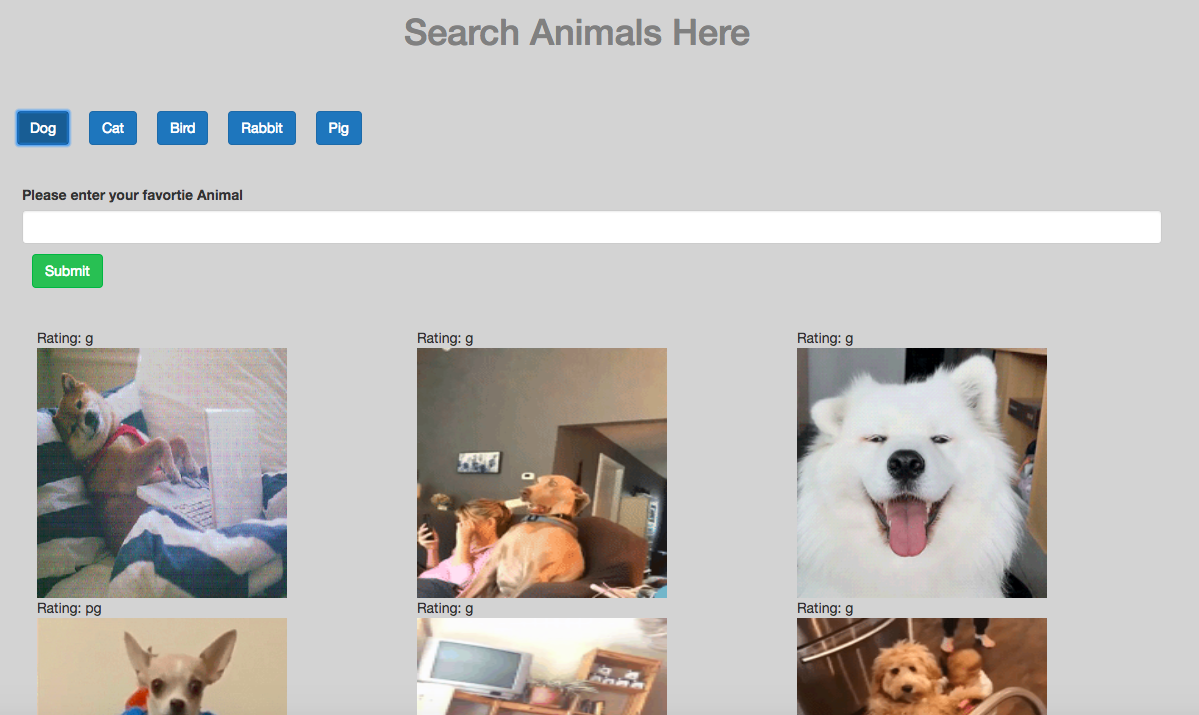 Search Animals Here
Dog Cat Bird Rabbit Pig
Please enter your favortie Animal
Submit
Rating: g Rating: g Rating: g
Rating: pg Rating: g Rating: g